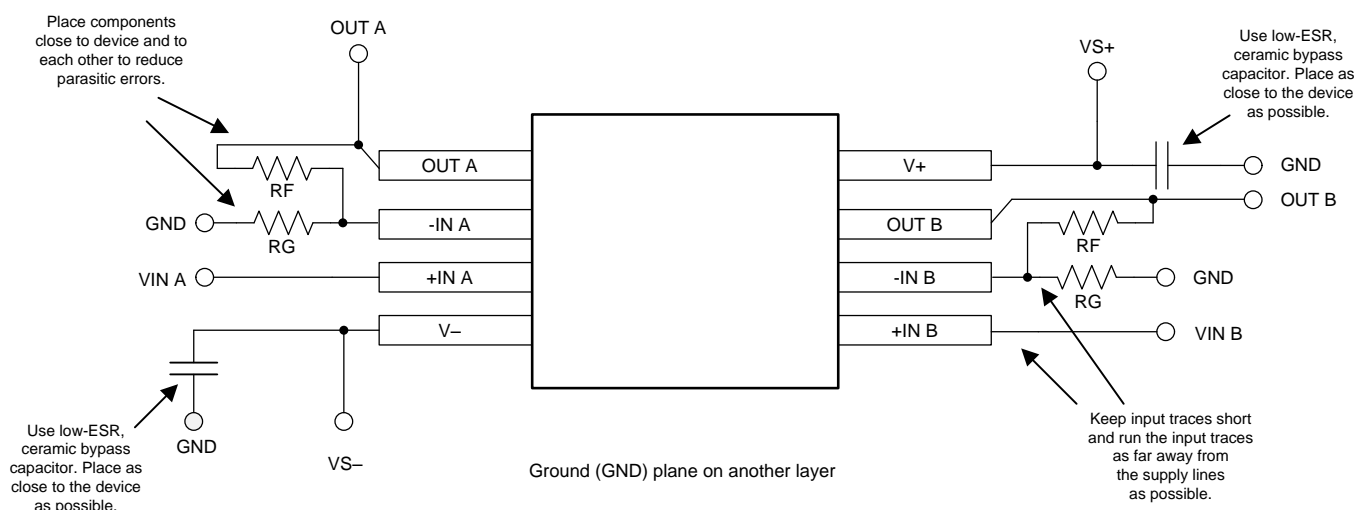 Place components
close to device and to
each other to reduce
parasitic errors.
OUT A
VS+
Use low-ESR,
ceramic bypass
capacitor. Place as
close to the device
as possible.
OUT A
V+
GND
RF
OUT B
GND
RG
-IN A
OUT B
RF
VIN A
+IN A
-IN B
RG
GND
V–
+IN B
VIN B
Use low-ESR,
ceramic bypass
capacitor. Place as
close to the device
as possible.
GND
VS–
Ground (GND) plane on another layer
Keep input traces short
and run the input traces
as far away from
the supply lines
as possible.